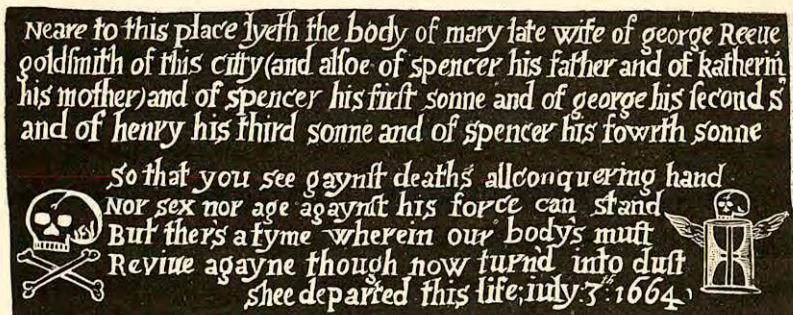 Neare to this place lyeth the body of mary late wife of george Reeue
goldſmith of this citty (and alſoe of spencer his father and of katherin
his mother) and of spencer his firſt sonne and of george his ſecond s
and of henry his third sonne and of spencer his fowrth sonne
so that you see gaynſt deaths allconquering hand
Nor sex nor age agaynſt his force can stand
But ther's a tyme wherein our body's muſt
Reviue agayne though now turn'd into duſt
shee departed this life; iuly: 3th: 1664